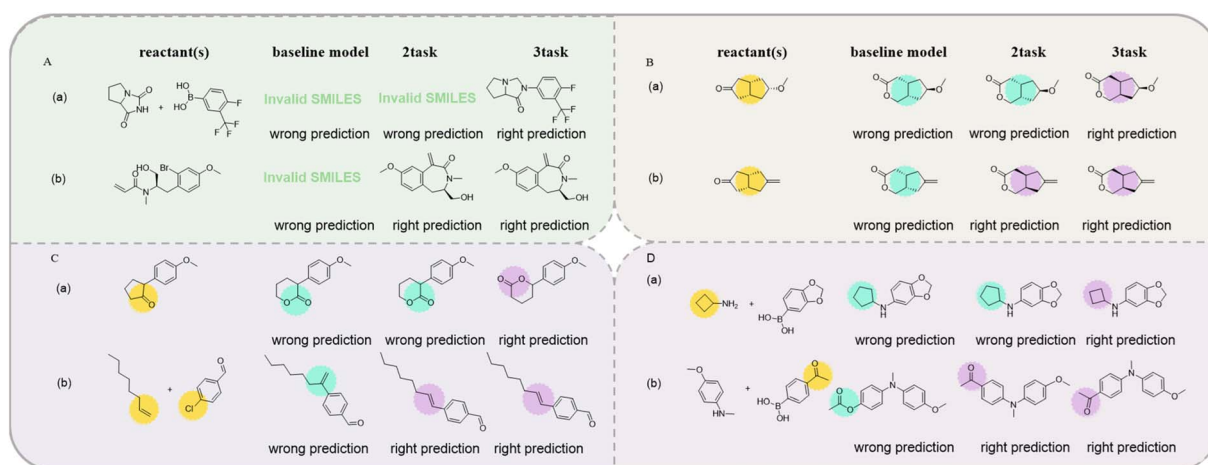 A
reactant(s) baseline model 2task 3task
(a) + Invalid SMILES Invalid SMILES
wrong prediction wrong prediction right prediction
(b) Invalid SMILES
wrong prediction right prediction right prediction
B
reactant(s) baseline model 2task 3task
(a)
wrong prediction wrong prediction right prediction
(b)
wrong prediction right prediction right prediction
C
(a)
wrong prediction wrong prediction right prediction
(b) +
wrong prediction right prediction right prediction
D
(a) +
wrong prediction wrong prediction right prediction
(b) +
wrong prediction right prediction right prediction